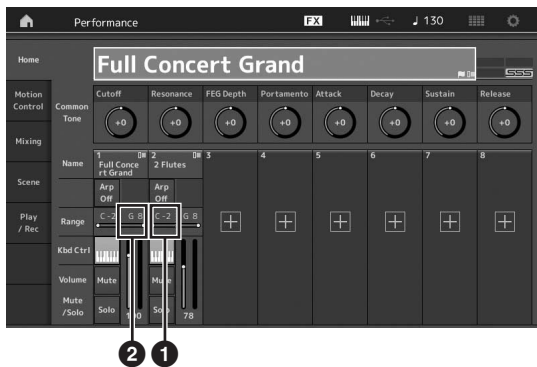 Performance FX ♩ 130
Home
Full Concert Grand
Motion
Control
Common
Tone
Cutoff Resonance FEG Depth Portamento Attack Decay Sustain Release
+0 +0 +0 +0 +0 +0 +0 +0
Mixing
Name
1 2 3 4 5 6 7 8
Full Conce
rt Grand
2 Flutes
Scene
Arp
Off
Arp
Off
Play
/ Rec
Range
C -2 G 8 C -2 G 8
Kbd Ctrl
Volume
Mute Mute
Mute
/Solo
Solo 100 Solo 78
2 1